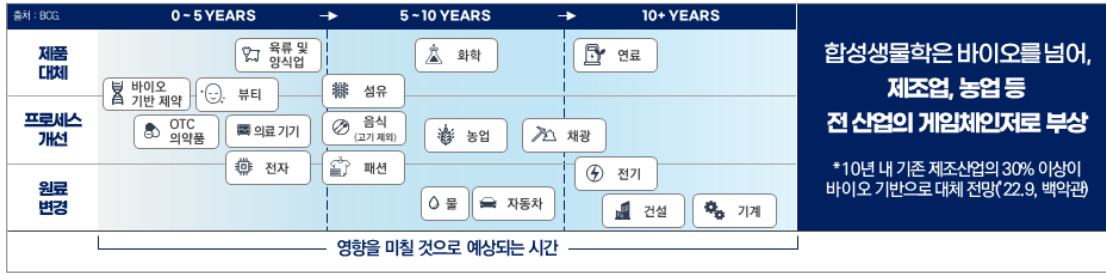 출처 : BCG.
0 ~ 5 YEARS
5 ~ 10 YEARS
10+ YEARS
제품
대체
육류 및
양식업
화학
연료
바이오
기반 제약
뷰티
섬유
프로세스
개선
OTC
의약품
의료 기기
음식
(고기 제외)
농업
채광
전자
패션
전기
원료
변경
물
자동차
건설
기계
영향을 미칠 것으로 예상되는 시간
합성생물학은 바이오를 넘어,
제조업, 농업 등
전 산업의 게임체인저로 부상
*10년 내 기존 제조산업의 30% 이상이
바이오 기반으로 대체 전망('22.9, 백악관)